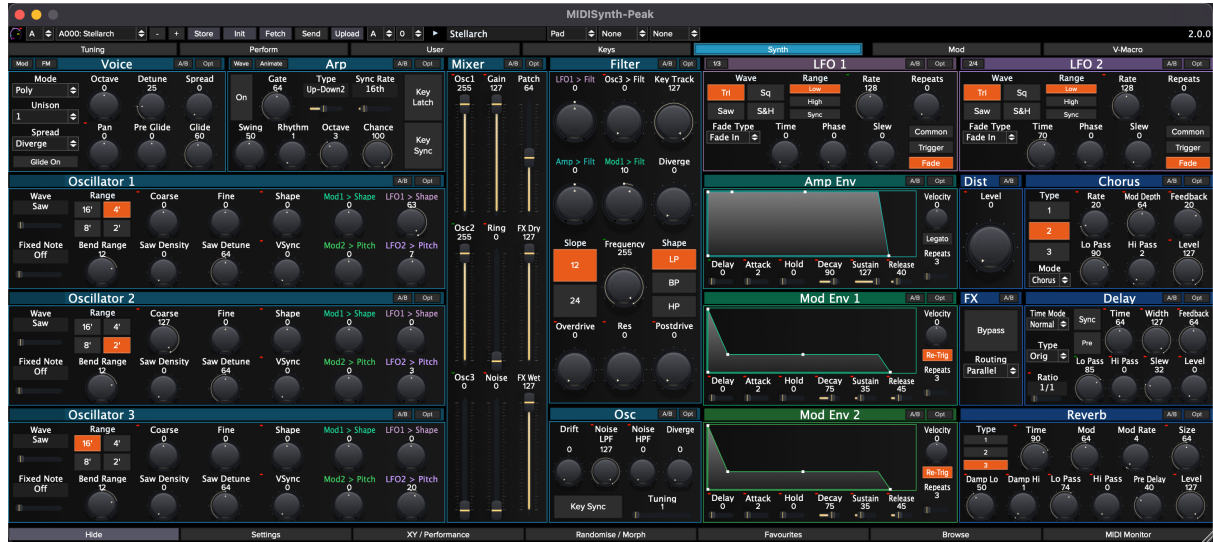 MIDISynth-Peak
A A000: Stellarch - + Store Init Fetch Send Upload A 0 Stellarch Pad None None 2.0.0
Tuning Perform User Keys Synth Mod V-Macro
Mod FM Voice A/B Opt
Mode Octave Detune Spread
Poly 0 25 0
Unison
1
Spread Pan Pre Glide Glide
Diverge 0 0 60
Glide On
Wave Animate Arp A/B Opt
On Gate Type Sync Rate Key Latch
64 Up-Down2 16th
Swing Rhythm Octave Chance Key Sync
50 1 3 100
Mixer A/B Opt
Osc1 Gain Patch
255 127 64
Osc2 Ring FX Dry
255 0 127
Osc3 Noise FX Wet
0 0 127
Filter A/B Opt
LFO1 > Filt Osc3 > Filt Key Track
0 0 127
Amp > Filt Mod1 > Filt Diverge
0 10 0
Slope Frequency Shape
12 255 LP
24 BP
HP
Overdrive Res Postdrive
0 0 0
Osc A/B Opt
Drift Noise LPF Noise HPF Diverge
0 127 0 0
Key Sync Tuning
1
1/3 LFO 1 A/B Opt
Wave Range Rate Repeats
Tri Sq Low 128 0
Saw S&H High
Sync
Fade Type Time Phase Slew Common
Fade In 0 0 0 Trigger
Fade
2/4 LFO 2 A/B Opt
Wave Range Rate Repeats
Tri Sq Low 128 0
Saw S&H High
Sync
Fade Type Time Phase Slew Common
Fade In 70 0 0 Trigger
Fade
Oscillator 1 A/B Opt
Wave Range Coarse Fine Shape Mod1 > Shape LFO1 > Shape
Saw 16' 4' 0 0 0 0 63
8' 2'
Fixed Note Bend Range Saw Density Saw Detune VSync Mod2 > Pitch LFO2 > Pitch
Off 12 0 0 0 0 7
Oscillator 2 A/B Opt
Wave Range Coarse Fine Shape Mod1 > Shape LFO1 > Shape
Saw 16' 4' 127 0 0 0 0
8' 2'
Fixed Note Bend Range Saw Density Saw Detune VSync Mod2 > Pitch LFO2 > Pitch
Off 12 0 64 0 0 3
Oscillator 3 A/B Opt
Wave Range Coarse Fine Shape Mod1 > Shape LFO1 > Shape
Saw 16' 4' 0 0 0 0 0
8' 2'
Fixed Note Bend Range Saw Density Saw Detune VSync Mod2 > Pitch LFO2 > Pitch
Off 12 0 64 0 0 20
Amp Env A/B Opt
Velocity
0
Legato
Repeats
3
Delay Attack Hold Decay Sustain Release
0 2 0 90 127 40
Mod Env 1 A/B Opt
Velocity
0
Re-Trig
Repeats
3
Delay Attack Hold Decay Sustain Release
0 2 0 75 35 45
Mod Env 2 A/B Opt
Velocity
0
Re-Trig
Repeats
3
Delay Attack Hold Decay Sustain Release
0 2 0 75 35 45
Dist A/B
Level
0
Chorus A/B Opt
Type Rate Mod Depth Feedback
1 20 64 20
2
3 Lo Pass Hi Pass Level
Mode 90 2 127
Chorus
FX A/B
Bypass
Routing
Parallel
Delay A/B Opt
Time Mode Sync Time Width Feedback
Normal 64 127 64
Type Pre
Orig Lo Pass Hi Pass Slew Level
Ratio 85 0 32 0
1/1
Reverb A/B Opt
Type Time Mod Mod Rate Size
1 90 64 4 64
2
3
Damp Lo Damp Hi Lo Pass Hi Pass Pre Delay Level
50 1 74 0 40 127
Hide Settings XY / Performance Randomise / Morph Favourites Browse MIDI Monitor